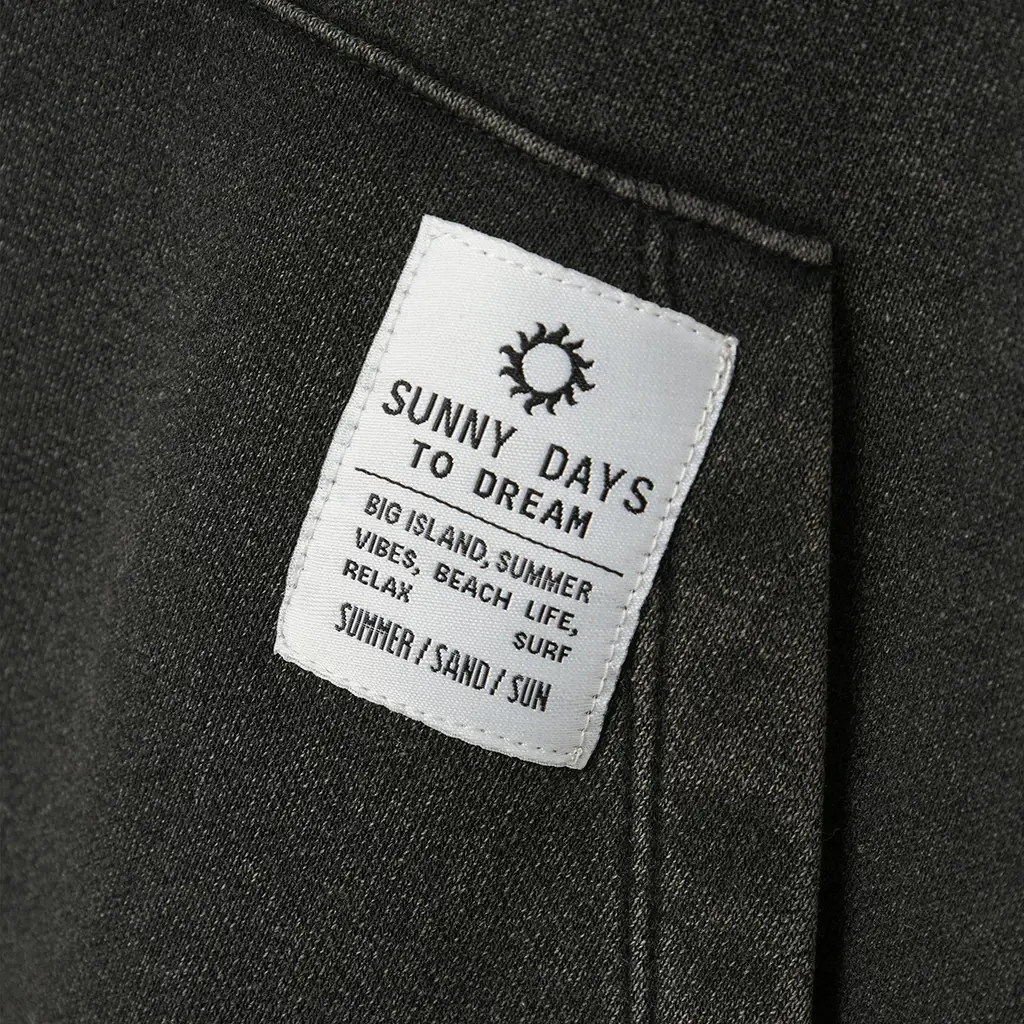 SUNNY DAYS
TO DREAM
BIG ISLAND, SUMMER
VIBES, BEACH LIFE,
RELAX SURF
SUMMER / SAND / SUN